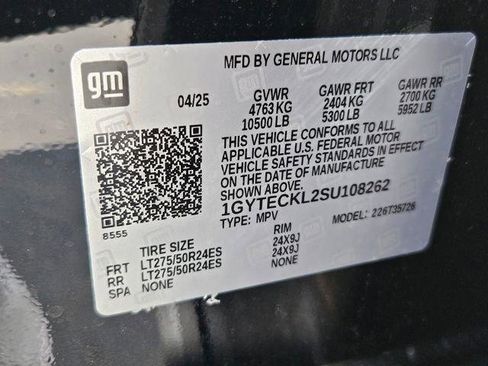 gm
MFD BY GENERAL MOTORS LLC
04/25 GVWR GAWR FRT GAWR RR
4763 KG 2404 KG 2700 KG
10500 LB 5300 LB 5952 LB
THIS VEHICLE CONFORMS TO ALL
APPLICABLE U.S. FEDERAL MOTOR
VEHICLE SAFETY STANDARDS IN EFFECT
ON THE DATE OF MANUFACTURE
1GYTECKL2SU108262
TYPE: MPV MODEL: 226T35726
8555
TIRE SIZE RIM
FRT LT275/50R24ES 24X9J
RR LT275/50R24ES 24X9J
SPA NONE NONE